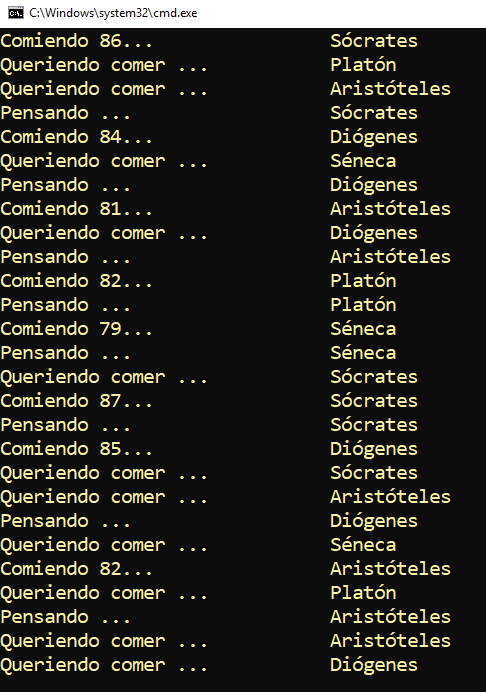 C:\Windows\system32\cmd.exe
Comiendo 86... Sócrates
Queriendo comer ... Platón
Queriendo comer ... Aristóteles
Pensando ... Sócrates
Comiendo 84... Diógenes
Queriendo comer ... Séneca
Pensando ... Diógenes
Comiendo 81... Aristóteles
Queriendo comer ... Diógenes
Pensando ... Aristóteles
Comiendo 82... Platón
Pensando ... Platón
Comiendo 79... Séneca
Pensando ... Séneca
Queriendo comer ... Sócrates
Comiendo 87... Sócrates
Pensando ... Sócrates
Comiendo 85... Diógenes
Queriendo comer ... Sócrates
Queriendo comer ... Aristóteles
Pensando ... Diógenes
Queriendo comer ... Séneca
Comiendo 82... Aristóteles
Queriendo comer ... Platón
Pensando ... Aristóteles
Queriendo comer ... Aristóteles
Queriendo comer ... Diógenes